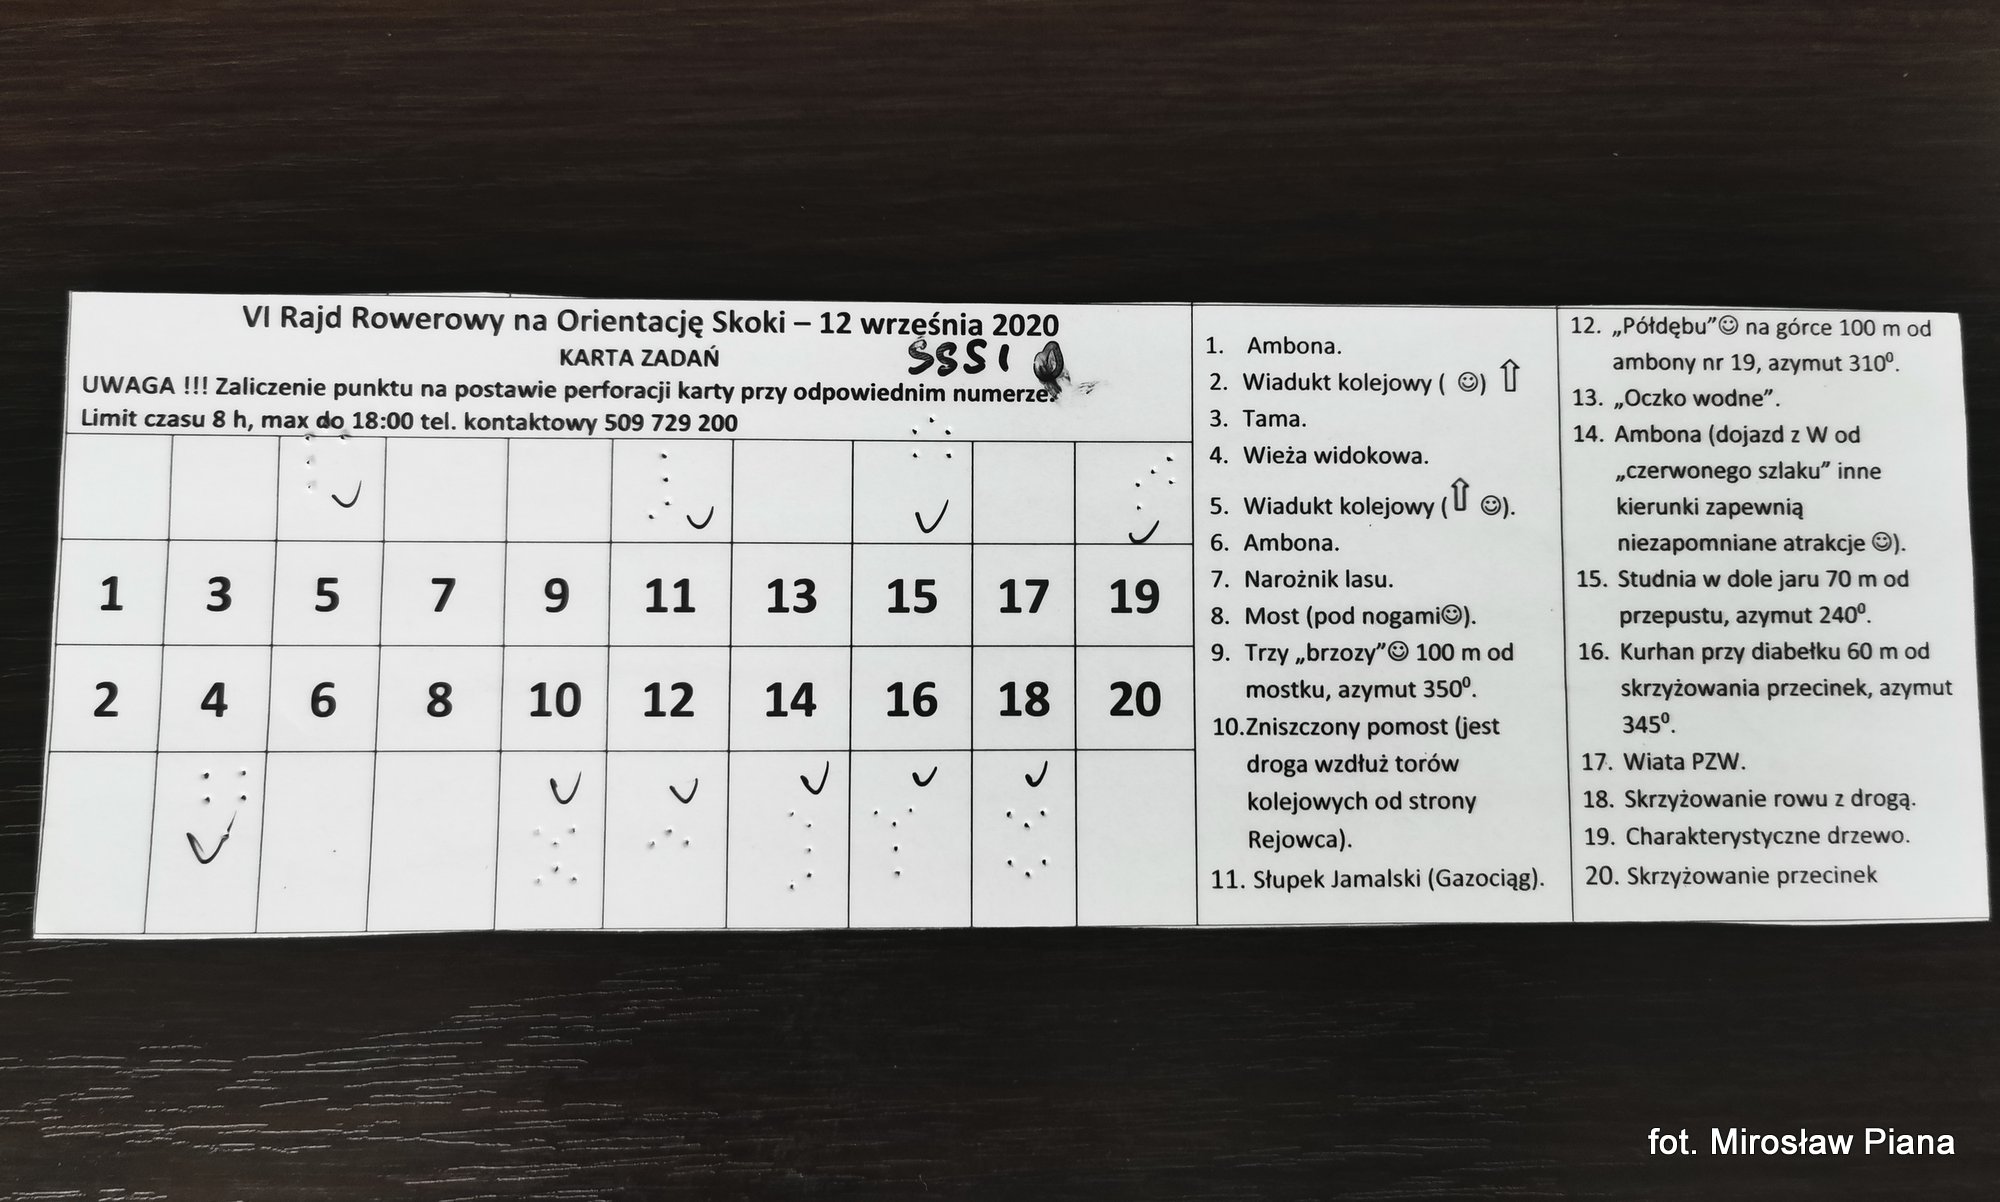 VI Rajd Rowerowy na Orientację Skoki – 12 września 2020
KARTA ZADAŃ
UWAGA !!! Zaliczenie punktu na postawie perforacji karty przy odpowiednim numerze.
Limit czasu 8 h, max do 18:00 tel. kontaktowy 509 729 200
1 3 5 7 9 11 13 15 17 19
2 4 6 8 10 12 14 16 18 20
1. Ambona.
2. Wiadukt kolejowy ( ☺) ⇧
3. Tama.
4. Wieża widokowa.
5. Wiadukt kolejowy (⇧ ☺).
6. Ambona.
7. Narożnik lasu.
8. Most (pod nogami☺).
9. Trzy „brzozy”☺ 100 m od
mostku, azymut 350⁰.
10.Zniszczony pomost (jest
droga wzdłuż torów
kolejowych od strony
Rejowca).
11. Słupek Jamalski (Gazociąg).
12. „Półdębu”☺ na górce 100 m od
ambony nr 19, azymut 310⁰.
13. „Oczko wodne”.
14. Ambona (dojazd z W od
„czerwonego szlaku” inne
kierunki zapewnią
niezapomniane atrakcje ☺).
15. Studnia w dole jaru 70 m od
przepustu, azymut 240⁰.
16. Kurhan przy diabełku 60 m od
skrzyżowania przecinek, azymut
345⁰.
17. Wiata PZW.
18. Skrzyżowanie rowu z drogą.
19. Charakterystyczne drzewo.
20. Skrzyżowanie przecinek
fot. Mirosław Piana